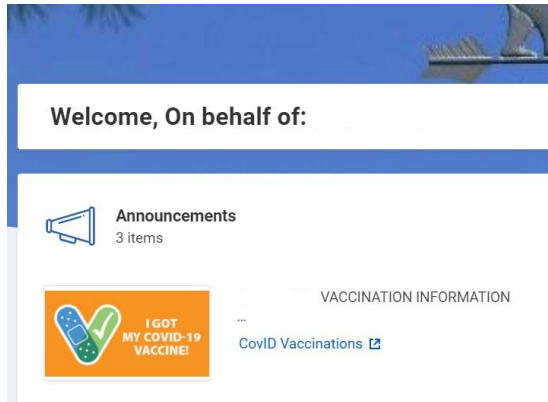 Welcome, On behalf of:
Announcements
3 items
I GOT
MY COVID-19
VACCINE!
VACCINATION INFORMATION
...
CovID Vaccinations